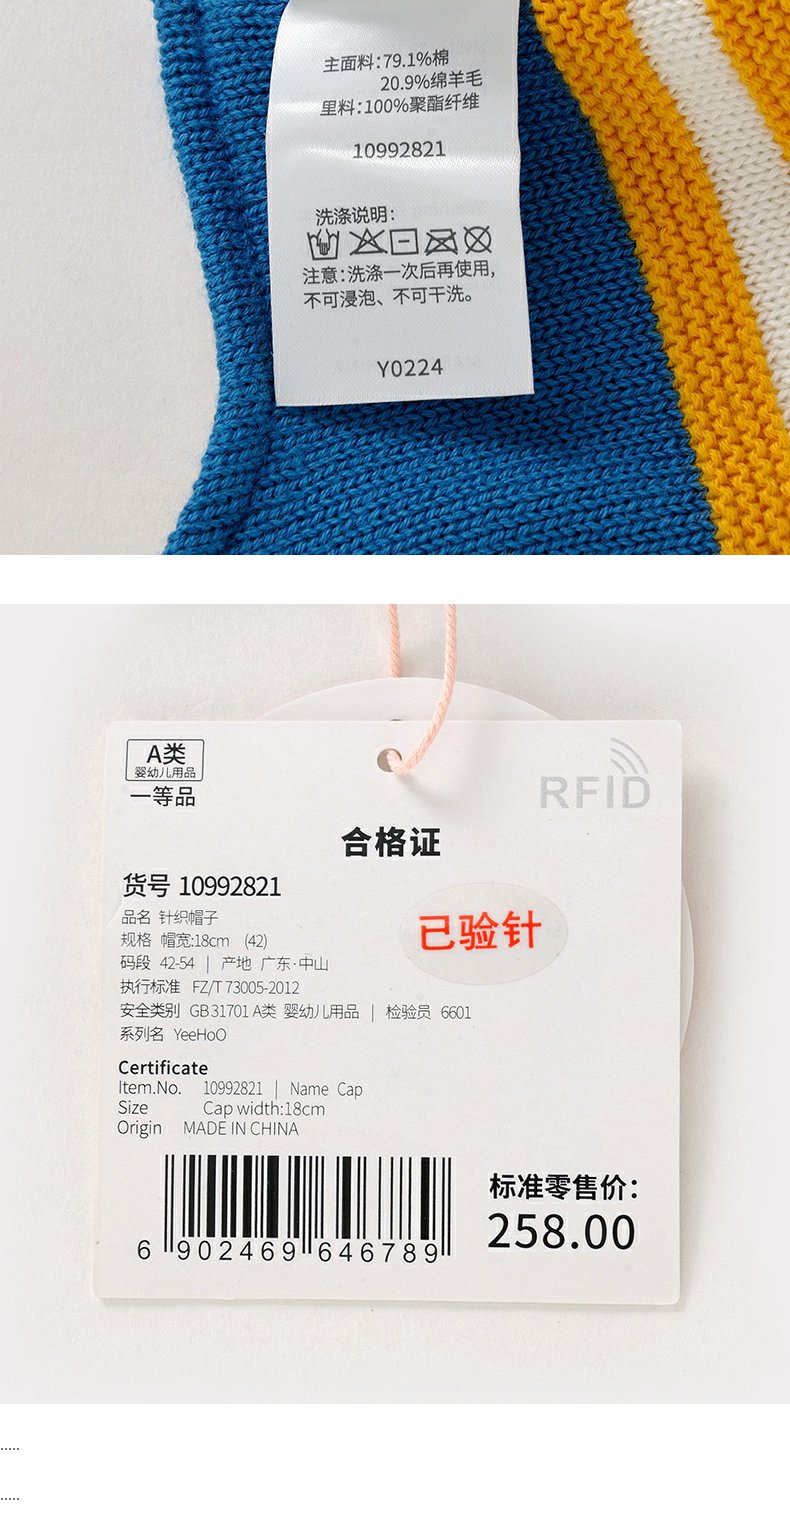 主面料:79.1%棉
20.9%绵羊毛
里料:100%聚酯纤维
10992821
洗涤说明:
注意:洗涤一次后再使用,
不可浸泡、不可干洗。
Y0224
A类
婴幼儿用品
一等品
RFID
合格证
货号 10992821
品名 针织帽子
规格 帽宽:18cm (42)
码段 42-54 | 产地 广东·中山
执行标准 FZ/T 73005-2012
安全类别 GB 31701 A类 婴幼儿用品 | 检验员 6601
系列名 YeeHoO
已验针
Certificate
Item.No. 10992821 | Name Cap
Size Cap width:18cm
Origin MADE IN CHINA
标准零售价:
258.00
6 902469 646789
.....
.....